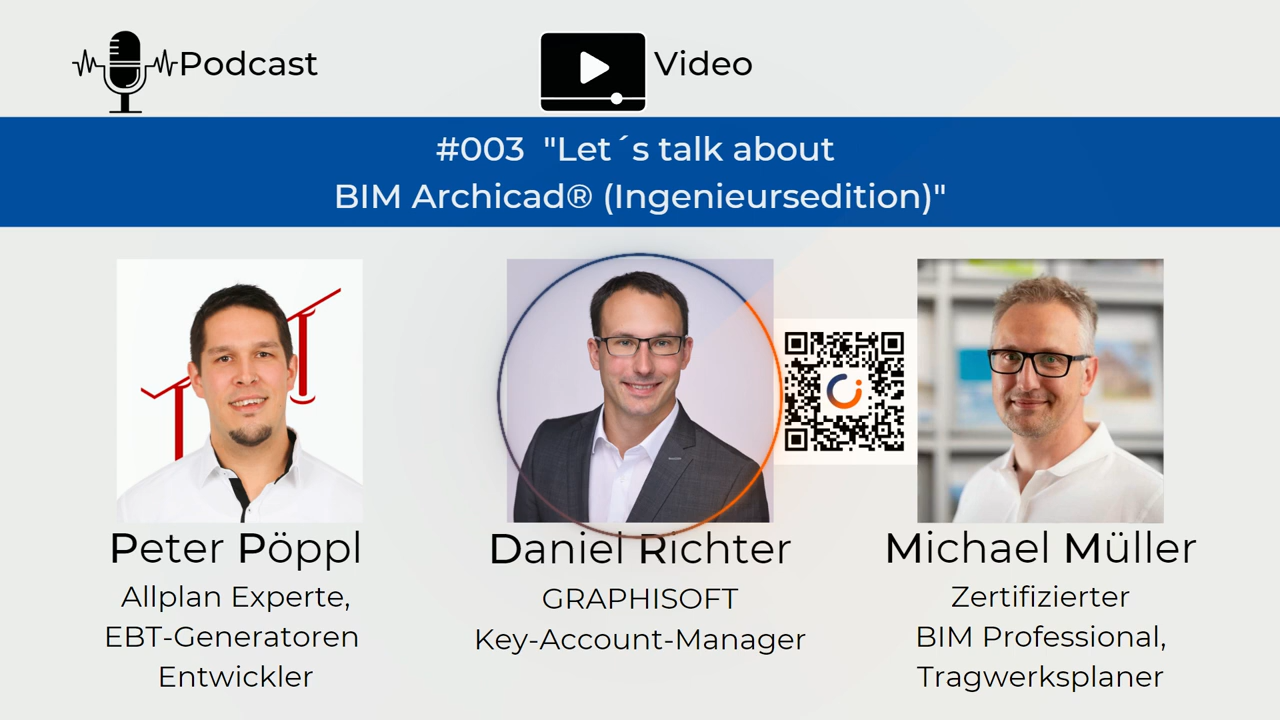 Podcast
Video
#003 "Let´s talk about
BIM Archicad® (Ingenieursedition)"
Peter Pöppl
Allplan Experte,
EBT-Generatoren
Entwickler
Daniel Richter
GRAPHISOFT
Key-Account-Manager
Michael Müller
Zertifizierter
BIM Professional,
Tragwerksplaner